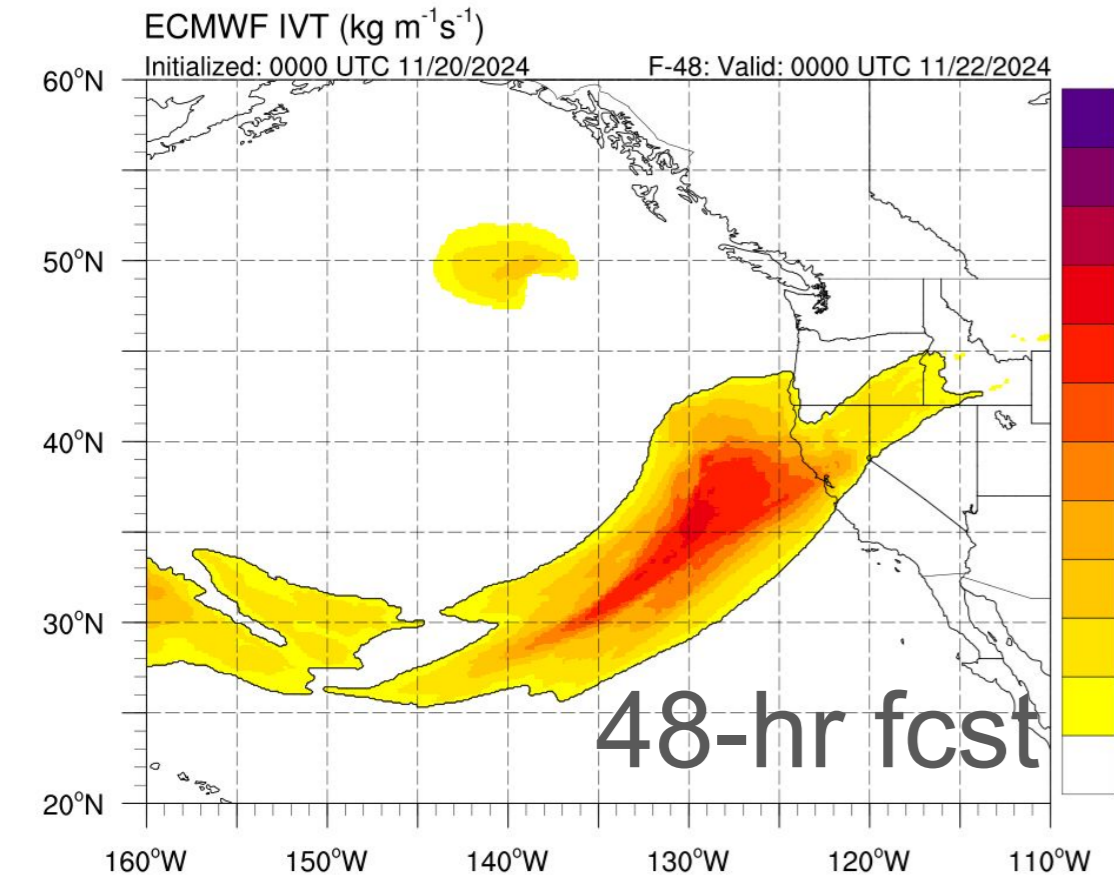 ECMWF IVT (kg m⁻¹s⁻¹)
Initialized: 0000 UTC 11/20/2024 F-48: Valid: 0000 UTC 11/22/2024
60°N
50°N
40°N
30°N
20°N
48-hr fcst
160°W 150°W 140°W 130°W 120°W 110°W